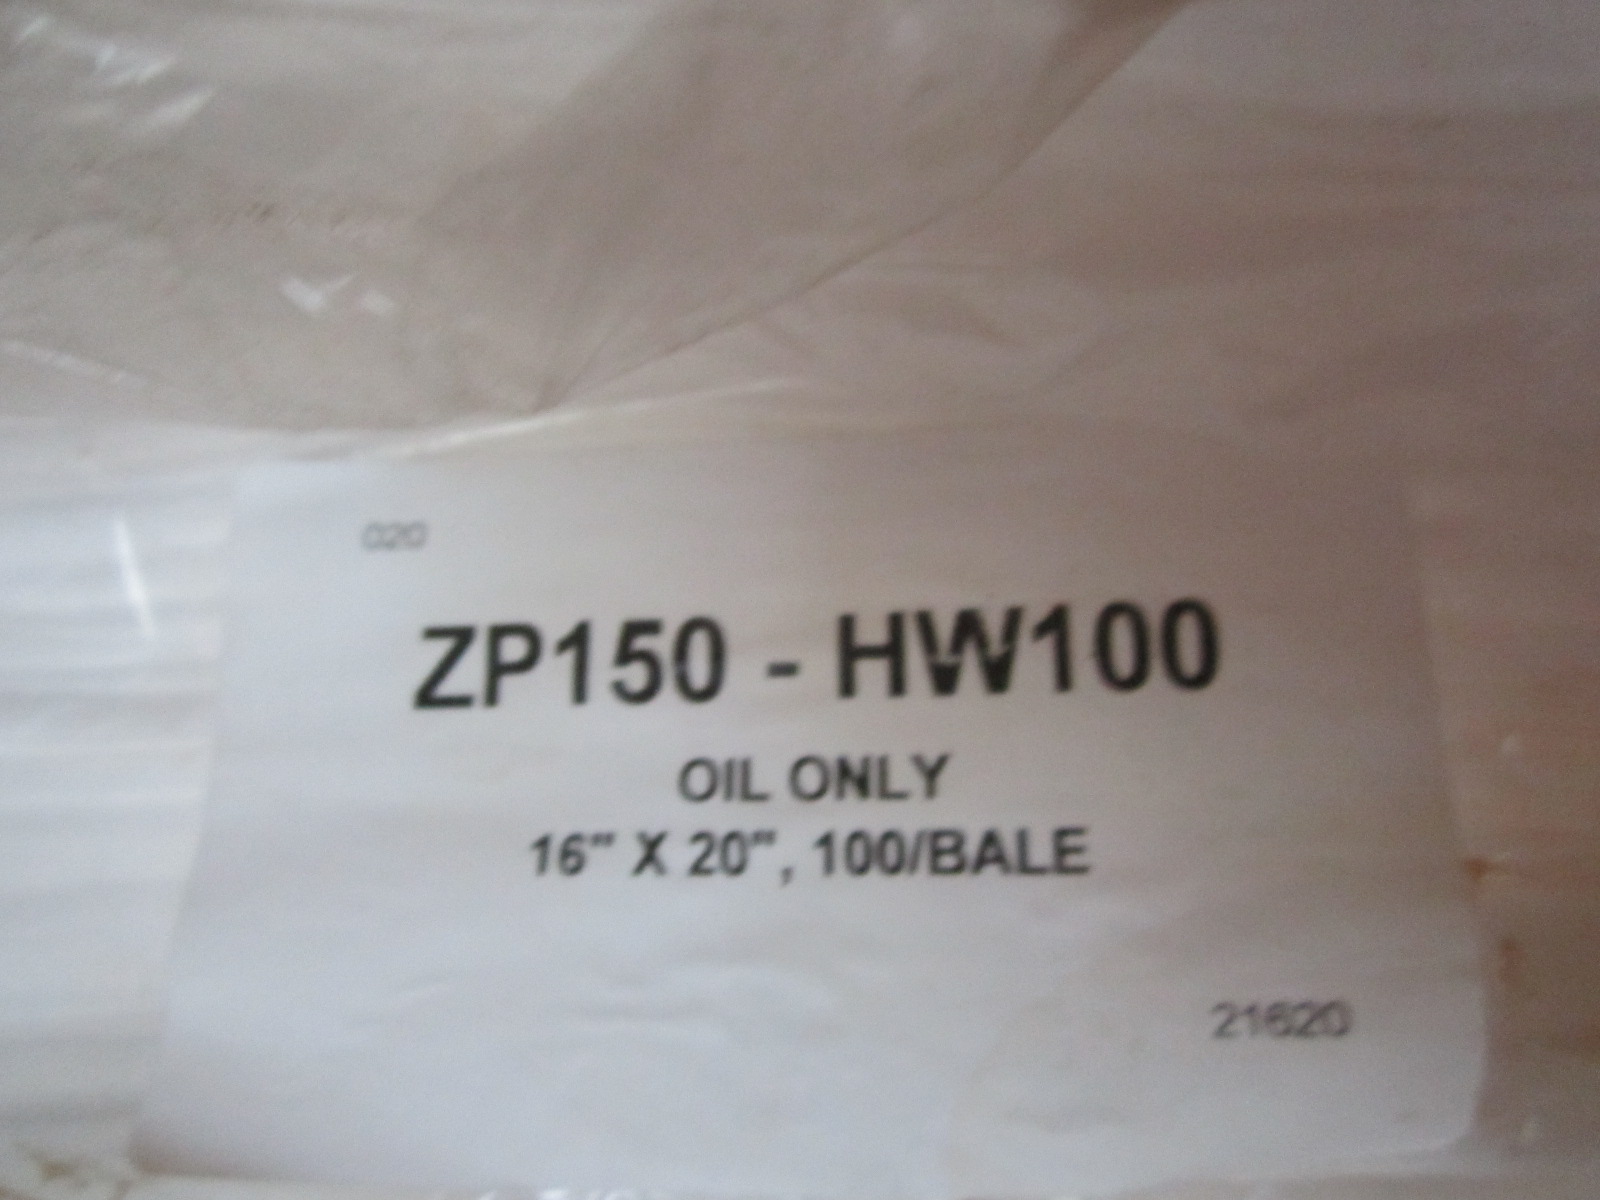 020
ZP150 - HW100
OIL ONLY
16" X 20", 100/BALE
21620